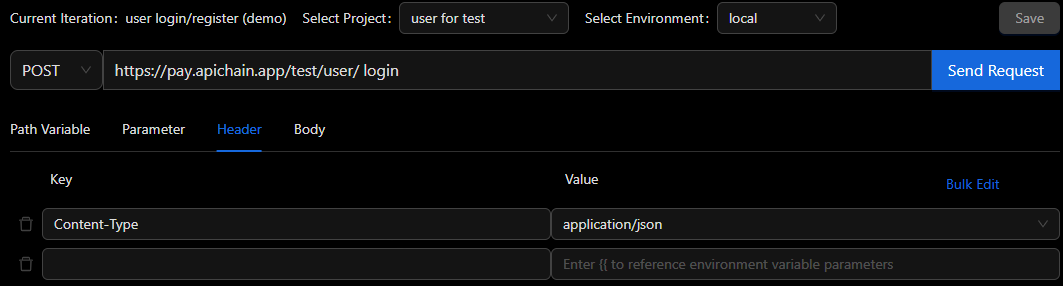 Current Iteration：user login/register (demo) Select Project： user for test Select Environment： local Save
POST https://pay.apichain.app/test/user/ login Send Request
Path Variable Parameter Header Body
Key Value Bulk Edit
Content-Type application/json
Enter {{ to reference environment variable parameters